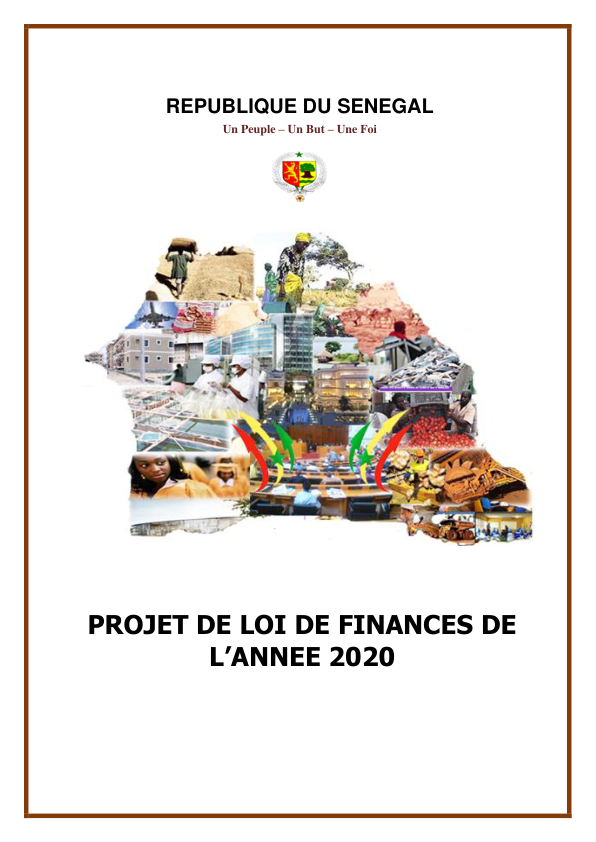 REPUBLIQUE DU SENEGAL
Un Peuple – Un But – Une Foi
PROJET DE LOI DE FINANCES DE
L’ANNEE 2020